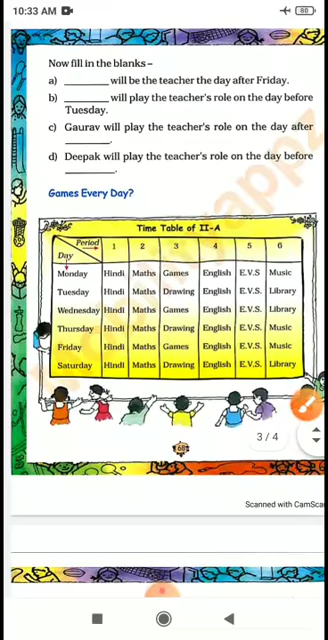 10:33 AM
80
Now fill in the blanks –
a) ________ will be the teacher the day after Friday.
b) ________ will play the teacher's role on the day before
Tuesday.
c) Gaurav will play the teacher's role on the day after
________.
d) Deepak will play the teacher's role on the day before
________.
Games Every Day?
Time Table of II-A
Period 1 2 3 4 5 6
Day
Monday Hindi Maths Games English E.V.S Music
Tuesday Hindi Maths Drawing English E.V.S. Library
Wednesday Hindi Maths Games English E.V.S. Library
Thursday Hindi Maths Drawing English E.V.S. Music
Friday Hindi Maths Games English E.V.S. Music
Saturday Hindi Maths Drawing English E.V.S. Library
3 / 4
68
Scanned with CamSca